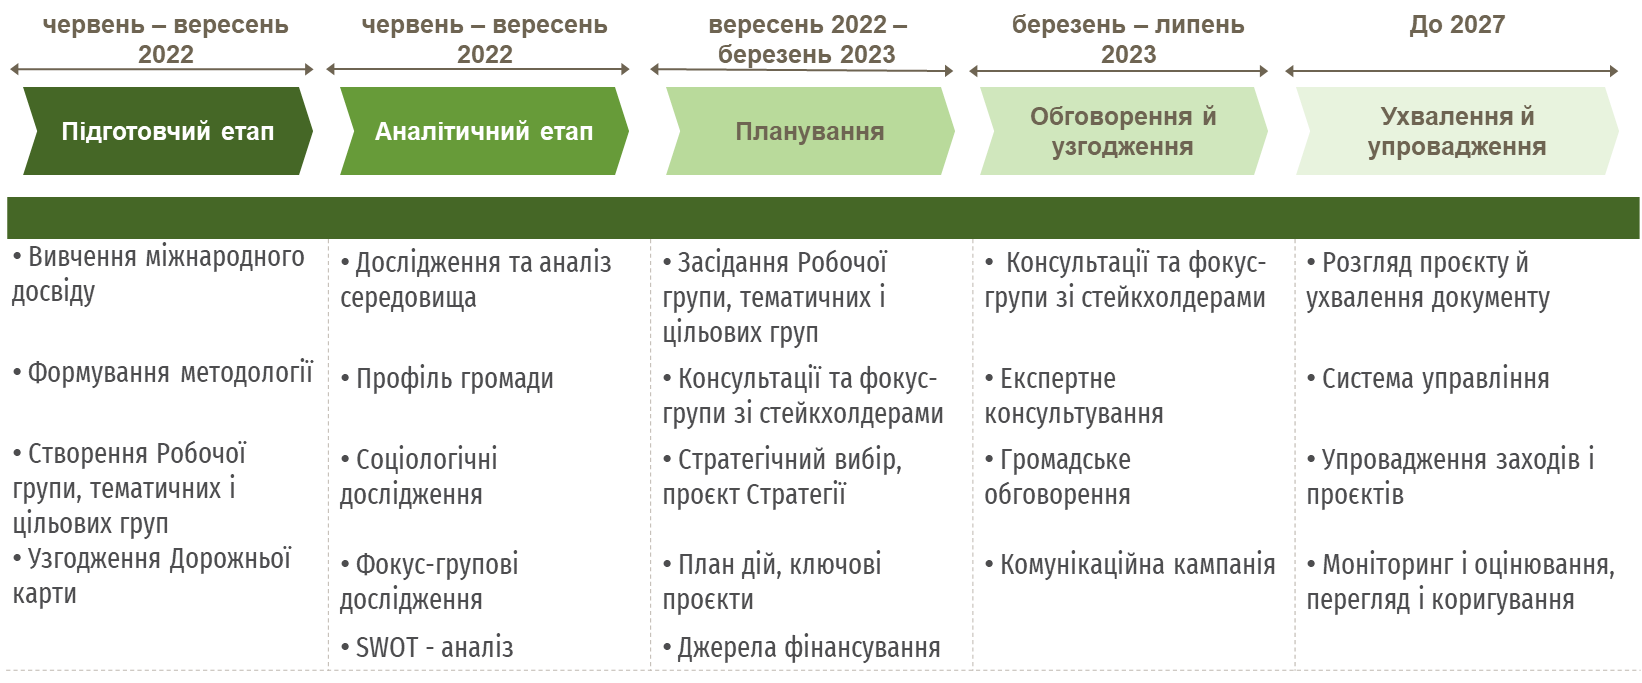 червень – вересень
2022
червень – вересень
2022
вересень 2022 –
березень 2023
березень – липень
2023
До 2027
Підготовчий етап
Аналітичний етап
Планування
Обговорення й
узгодження
Ухвалення й
упровадження
• Вивчення міжнародного
досвіду
• Формування методології
• Створення Робочої
групи, тематичних і
цільових груп
• Узгодження Дорожньої
карти
• Дослідження та аналіз
середовища
• Профіль громади
• Соціологічні
дослідження
• Фокус-групові
дослідження
• SWOT - аналіз
• Засідання Робочої
групи, тематичних і
цільових груп
• Консультації та фокус-
групи зі стейкхолдерами
• Стратегічний вибір,
проєкт Стратегії
• План дій, ключові
проєкти
• Джерела фінансування
• Консультації та фокус-
групи зі стейкхолдерами
• Експертне
консультування
• Громадське
обговорення
• Комунікаційна кампанія
• Розгляд проєкту й
ухвалення документу
• Система управління
• Упровадження заходів і
проєктів
• Моніторинг і оцінювання,
перегляд і коригування